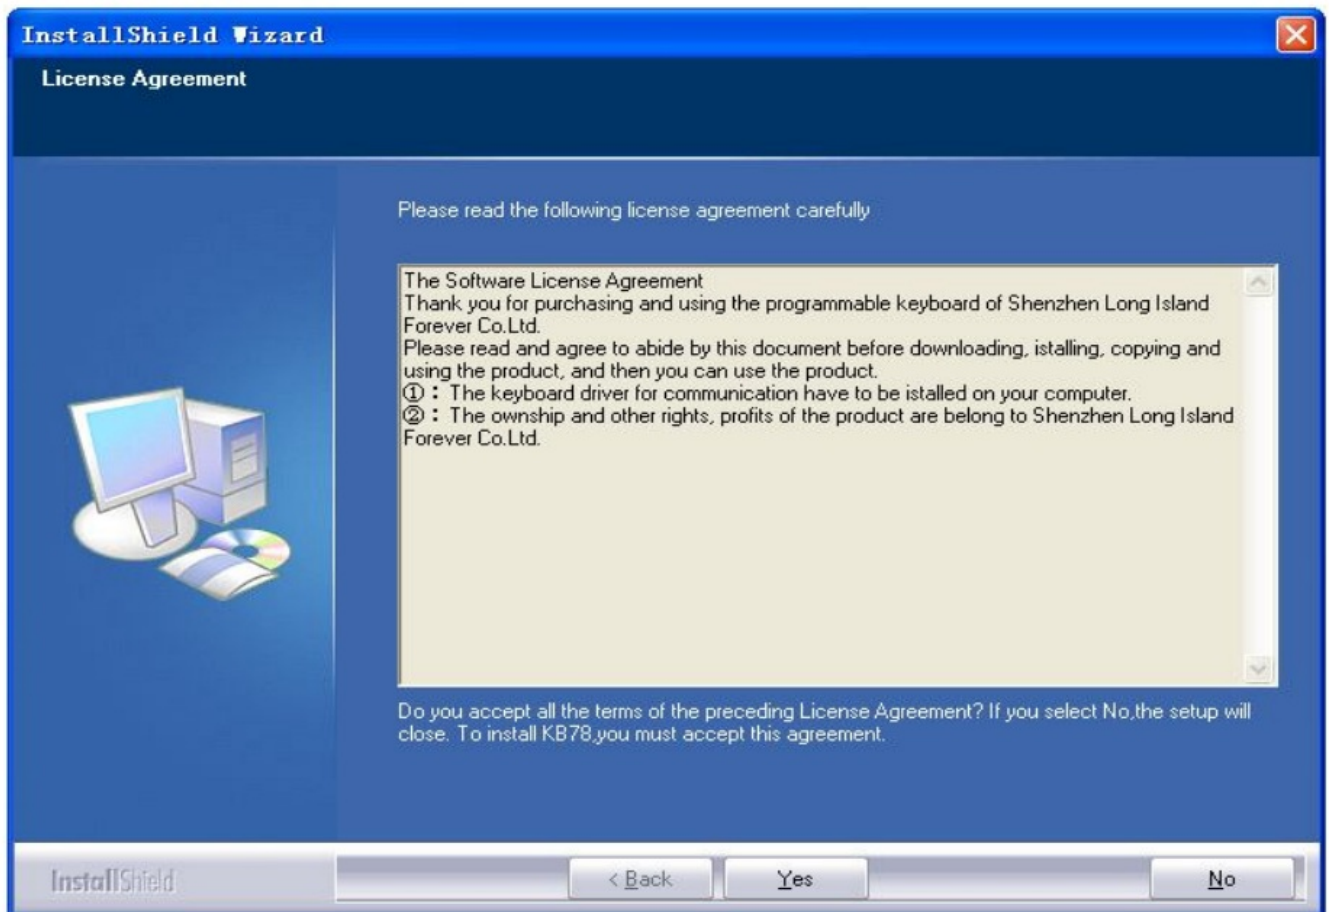 InstallShield Wizard
License Agreement
Please read the following license agreement carefully
The Software License Agreement
Thank you for purchasing and using the programmable keyboard of Shenzhen Long Island
Forever Co.Ltd.
Please read and agree to abide by this document before downloading, istalling, copying and
using the product, and then you can use the product.
①：The keyboard driver for communication have to be istalled on your computer.
②：The ownship and other rights, profits of the product are belong to Shenzhen Long Island
Forever Co.Ltd.
Do you accept all the terms of the preceding License Agreement? If you select No,the setup will
close. To install KB78,you must accept this agreement.
InstallShield
< Back
Yes
No